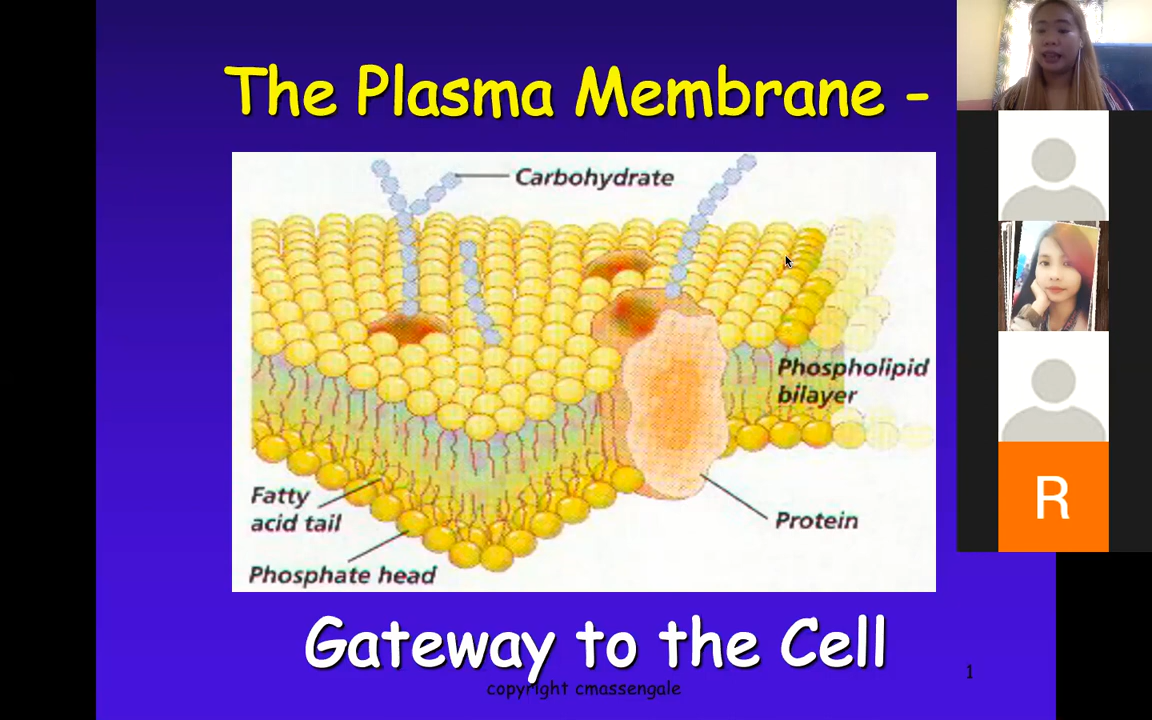 The Plasma Membrane -
Carbohydrate
Phospholipid
bilayer
Fatty
acid tail
Protein
Phosphate head
Gateway to the Cell
copyright cmassengale
1
R